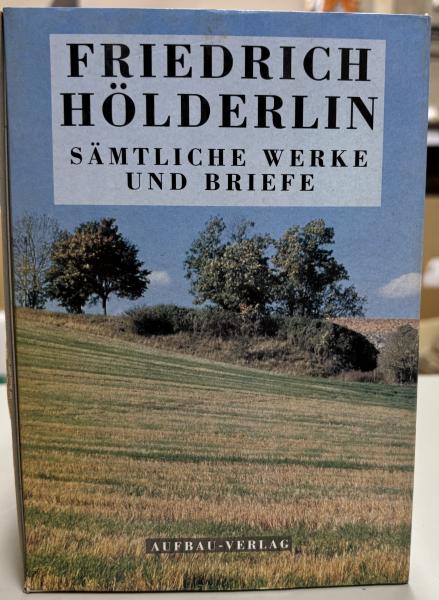 FRIEDRICH
HÖLDERLIN
SÄMTLICHE WERKE
UND BRIEFE
AUFBAU-VERLAG